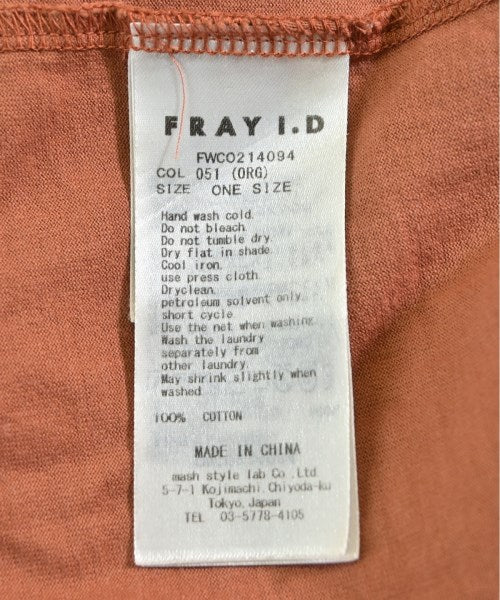 FRAY I.D
FWCO214094
COL 051 (ORG)
SIZE ONE SIZE
Hand wash cold.
Do not bleach.
Do not tumble dry.
Dry flat in shade.
Cool iron.
use press cloth.
Dryclean.
petroleum solvent only.
short cycle.
Use the net when washing.
Wash the laundry
separately from
other laundry.
May shrink slightly when
washed.
100% COTTON
MADE IN CHINA
mash style lab Co.,Ltd.
5-7-1 Kojimachi,Chiyoda-ku
Tokyo,Japan
TEL 03-5778-4105